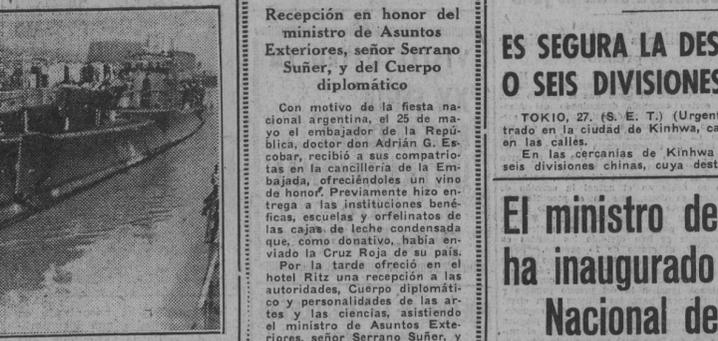 Recepción en honor del
ministro de Asuntos
Exteriores, señor Serrano
Suñer, y del Cuerpo
diplomático
Con motivo de la fiesta na-
cional argentina, el 25 de ma-
yo el embajador de la Repú-
blica, doctor don Adrián G. Es-
cobar, recibió a sus compatrio-
tas en la cancillería de la Em-
bajada, ofreciéndoles un vino
de honor. Previamente hizo en-
trega a las instituciones bené-
ficas, escuelas y orfelinatos de
las cajas de leche condensada
que, como donativo, había en-
viado la Cruz Roja de su país.
Por la tarde ofreció en el
hotel Ritz una recepción a las
autoridades, Cuerpo diplomáti-
co y personalidades de las ar-
tes y las ciencias, asistiendo
el ministro de Asuntos Exte-
riores, señor Serrano Suñer, y
ES SEGURA LA DES
O SEIS DIVISIONES
TOKIO, 27. (S. E. T.) (Urgent
trado en la ciudad de Kinhwa, ca
en las calles.
En las cercanías de Kinhwa
seis divisiones chinas, cuya dest
El ministro de
ha inaugurado
Nacional de